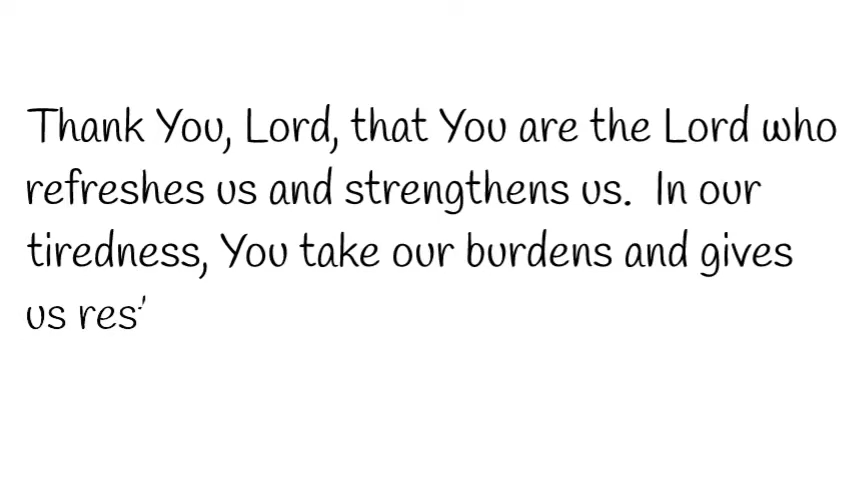 Thank You, Lord, that You are the Lord who
refreshes us and strengthens us. In our
tiredness, You take our burdens and gives
us res